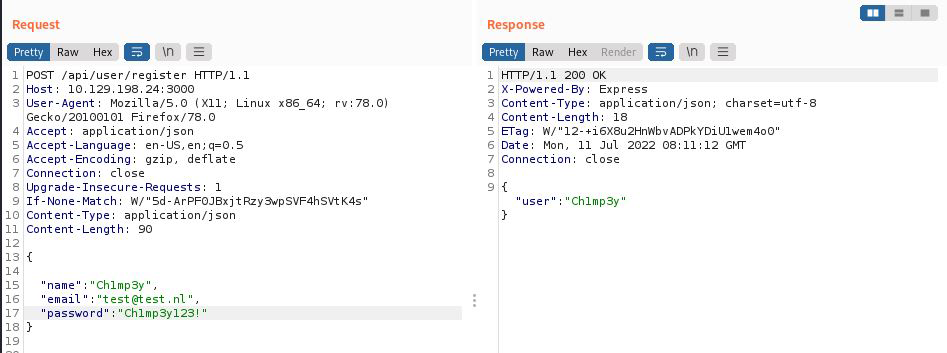 Request
Pretty Raw Hex \n
1 POST /api/user/register HTTP/1.1
2 Host: 10.129.198.24:3000
3 User-Agent: Mozilla/5.0 (X11; Linux x86_64; rv:78.0)
Gecko/20100101 Firefox/78.0
4 Accept: application/json
5 Accept-Language: en-US,en;q=0.5
6 Accept-Encoding: gzip, deflate
7 Connection: close
8 Upgrade-Insecure-Requests: 1
9 If-None-Match: W/"5d-ArPF0JBxjtRzy3wpSVF4hSVtK4s"
10 Content-Type: application/json
11 Content-Length: 90
12
13 {
14
15 "name":"Ch1mp3y",
16 "email":"test@test.nl",
17 "password":"Ch1mp3y123!"
18 }
19
20
Response
Pretty Raw Hex Render \n
1 HTTP/1.1 200 OK
2 X-Powered-By: Express
3 Content-Type: application/json; charset=utf-8
4 Content-Length: 18
5 ETag: W/"12-+i6X8u2HnWbvADPkYDiU1wem4o0"
6 Date: Mon, 11 Jul 2022 08:11:12 GMT
7 Connection: close
8
9 {
"user":"Ch1mp3y"
}